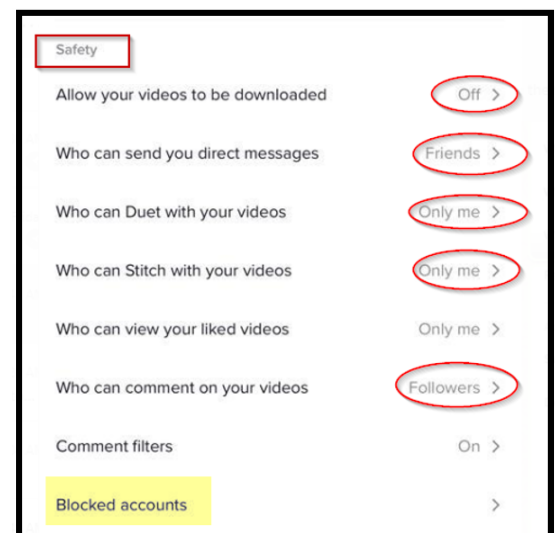 Safety
Allow your videos to be downloaded Off >
Who can send you direct messages Friends >
Who can Duet with your videos Only me >
Who can Stitch with your videos Only me >
Who can view your liked videos Only me >
Who can comment on your videos Followers >
Comment filters On >
Blocked accounts >